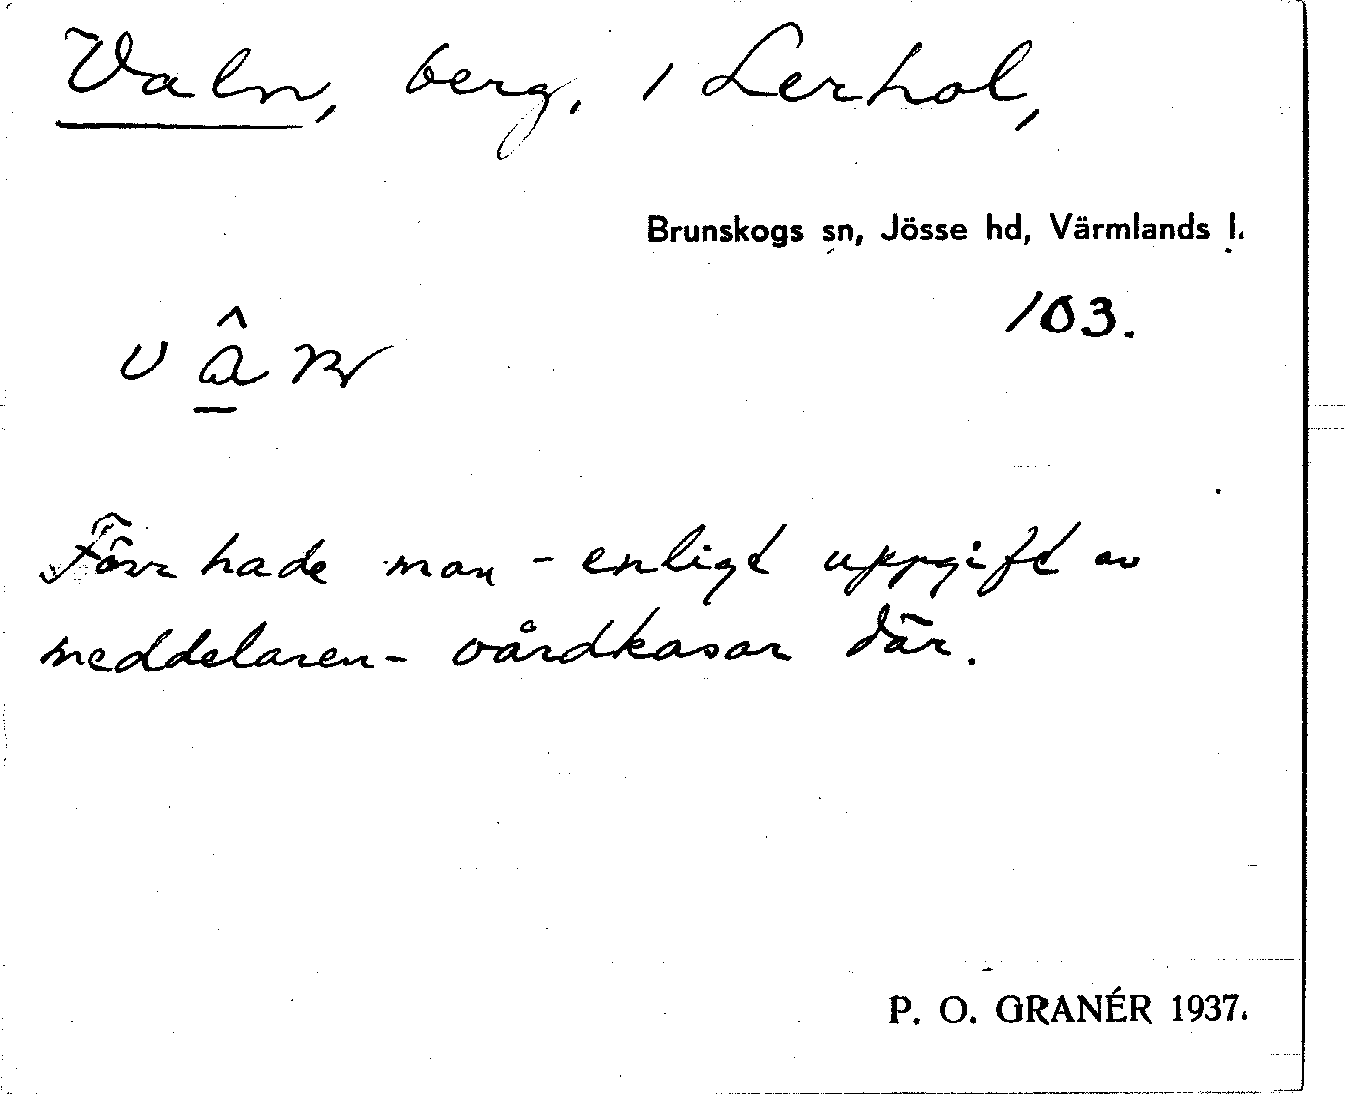 Valn, berg, i Lerhol,
Brunskogs sn, Jösse hd, Värmlands l.
103.
Förr hade man - enligt uppgift av
meddelaren - vårdkasar där.
P. O. GRANÉR 1937.